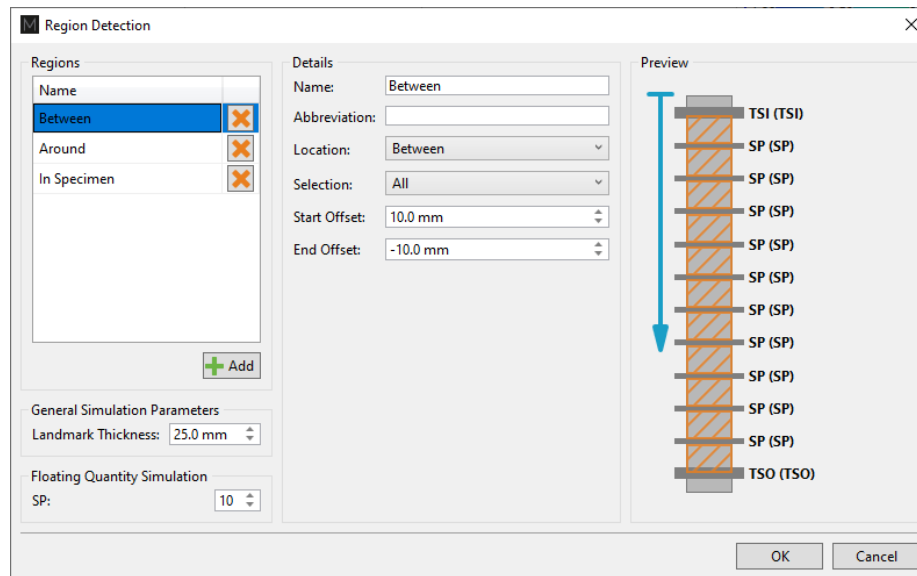 M Region Detection
Regions
Name
Between
Around
In Specimen
Add
General Simulation Parameters
Landmark Thickness: 25.0 mm
Floating Quantity Simulation
SP: 10
Details
Name: Between
Abbreviation:
Location: Between
Selection: All
Start Offset: 10.0 mm
End Offset: -10.0 mm
Preview
TSI (TSI)
SP (SP)
SP (SP)
SP (SP)
SP (SP)
SP (SP)
SP (SP)
SP (SP)
SP (SP)
SP (SP)
SP (SP)
TSO (TSO)
OK Cancel